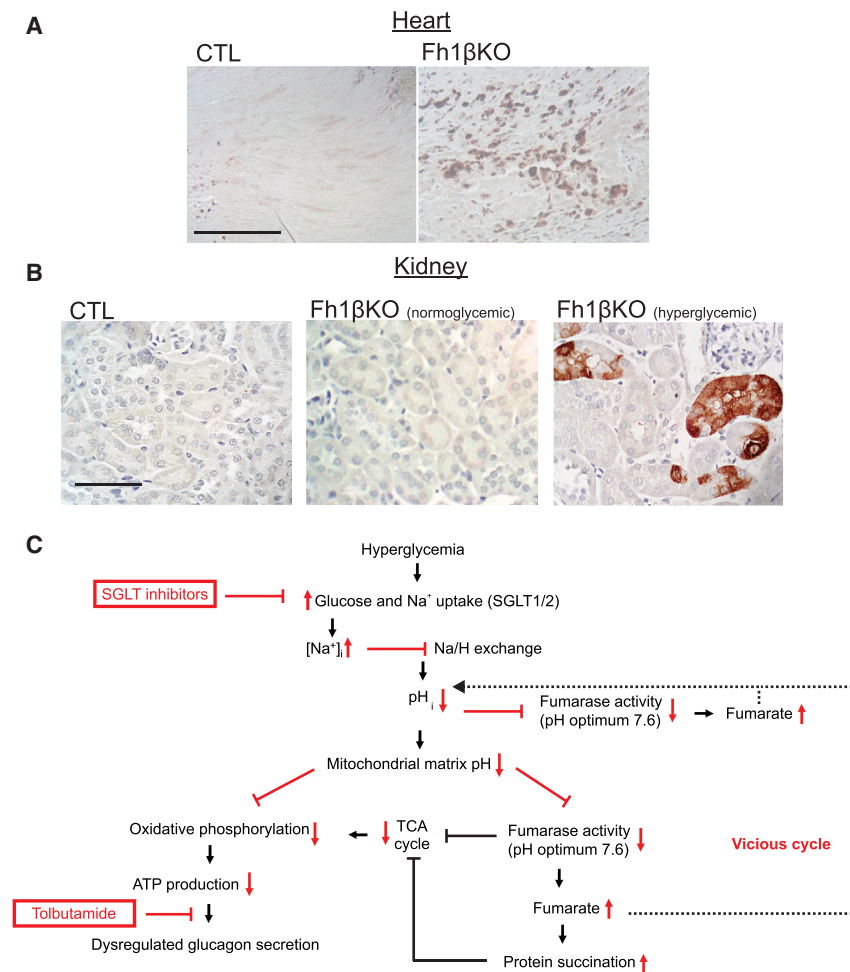 A
Heart
CTL
Fh1βKO
B
Kidney
CTL
Fh1βKO (normoglycemic)
Fh1βKO (hyperglycemic)
C
Hyperglycemia
SGLT inhibitors
Glucose and Na⁺ uptake (SGLT1/2)
[Na⁺]ᵢ
Na/H exchange
pHᵢ
Fumarase activity
(pH optimum 7.6)
Fumarate
Mitochondrial matrix pH
Oxidative phosphorylation
TCA
cycle
Fumarase activity
(pH optimum 7.6)
Vicious cycle
ATP production
Tolbutamide
Fumarate
Dysregulated glucagon secretion
Protein succination